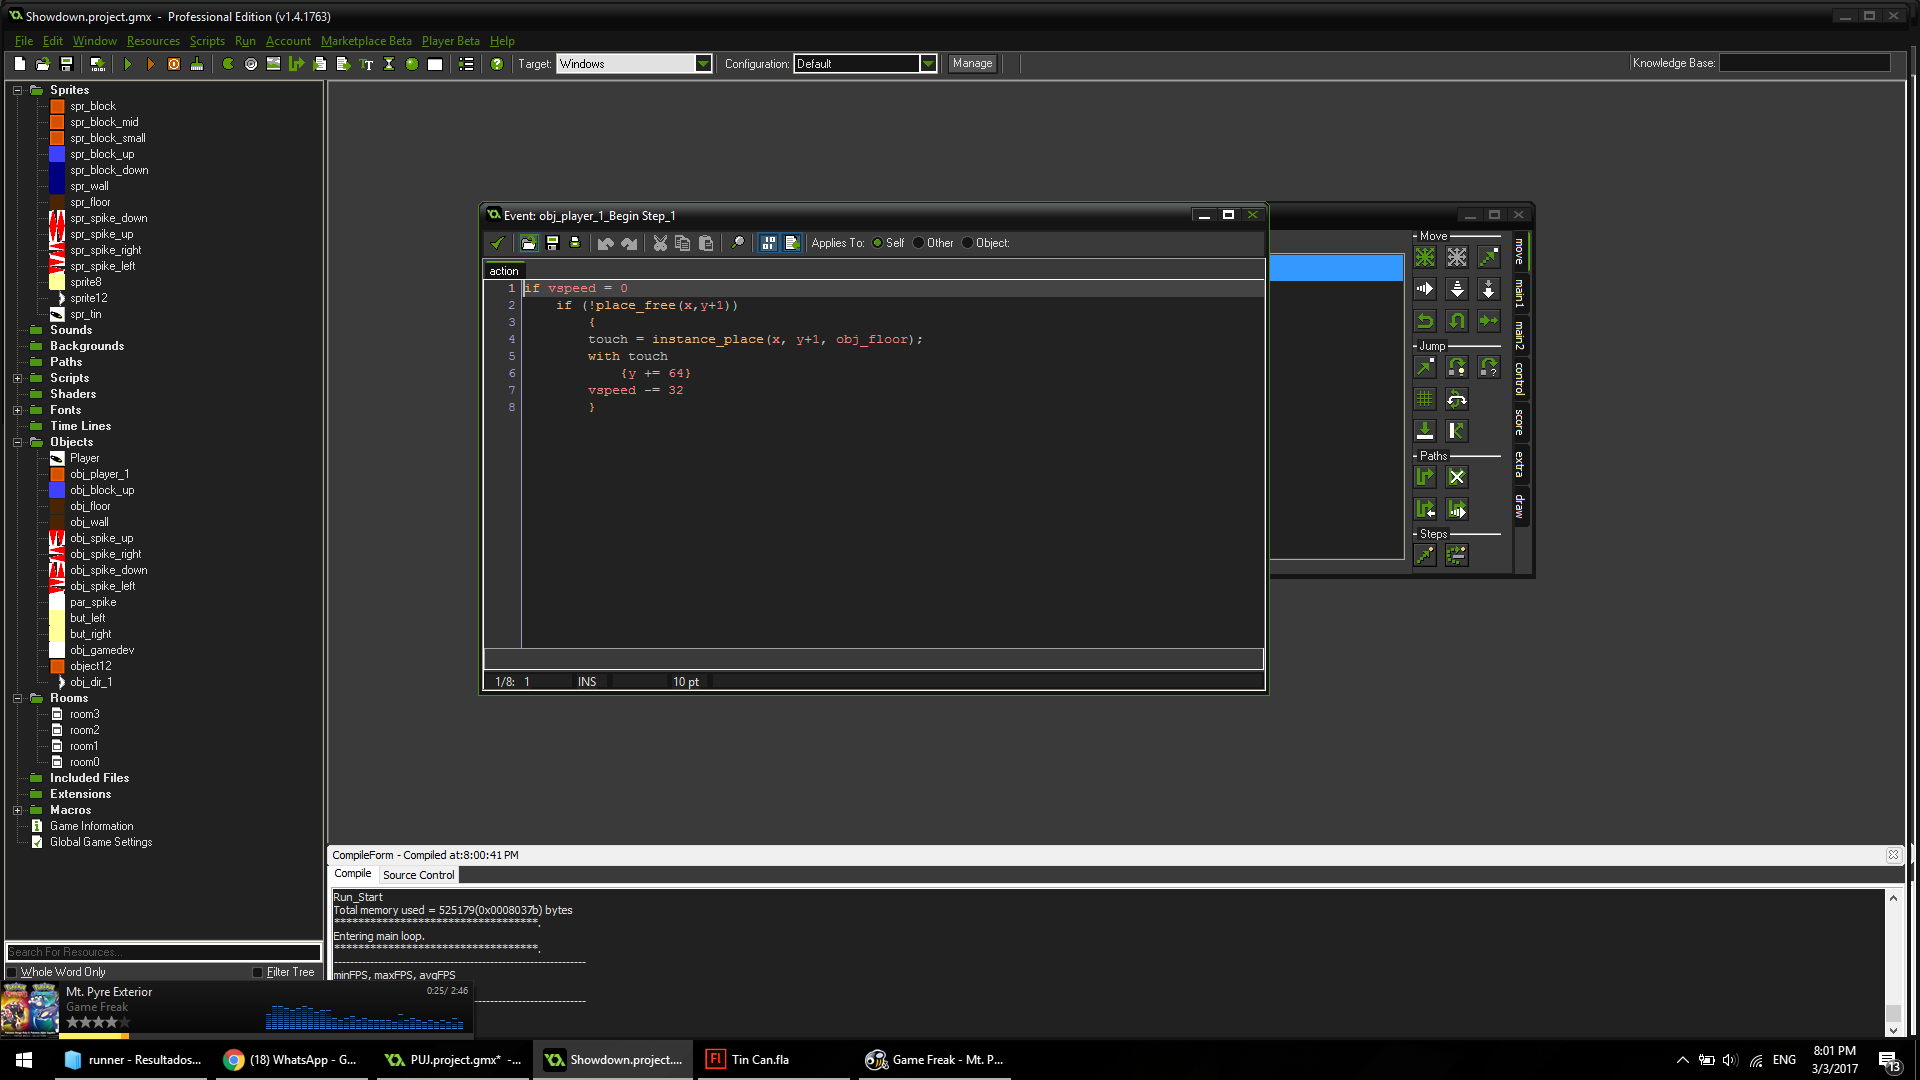 Showdown.project.gmx - Professional Edition (v1.4.1763)
File Edit Window Resources Scripts Run Account Marketplace Beta Player Beta Help
Target: Windows Configuration: Default Manage Knowledge Base:
Sprites
spr_block
spr_block_mid
spr_block_small
spr_block_up
spr_block_down
spr_wall
spr_floor
spr_spike_down
spr_spike_up
spr_spike_right
spr_spike_left
sprite8
sprite12
spr_tin
Sounds
Backgrounds
Paths
Scripts
Shaders
Fonts
Time Lines
Objects
Player
obj_player_1
obj_block_up
obj_floor
obj_wall
obj_spike_up
obj_spike_right
obj_spike_down
obj_spike_left
par_spike
but_left
but_right
obj_gamedev
object12
obj_dir_1
Rooms
room3
room2
room1
room0
Included Files
Extensions
Macros
Game Information
Global Game Settings
Search For Resources...
Whole Word Only Filter Tree
Event: obj_player_1_Begin Step_1
Applies To: Self Other Object:
action
1 if vspeed = 0
2 if (!place_free(x,y+1))
3 {
4 touch = instance_place(x, y+1, obj_floor);
5 with touch
6 {y += 64}
7 vspeed -= 32
8 }
1/8: 1 INS 10 pt
Move
Jump
Paths
Steps
move
main1
main2
control
score
extra
draw
CompileForm - Compiled at:8:00:41 PM
Compile Source Control
Run_Start
Total memory used = 525179(0x0008037b) bytes
**********************************.
Entering main loop.
**********************************.
minFPS, maxFPS, avgFPS
Mt. Pyre Exterior 0:25/ 2:46
Game Freak
runner - Resultados... (18) WhatsApp - G... PUJ.project.gmx* -... Showdown.project.... Fl Tin Can.fla Game Freak - Mt. P... ENG 8:01 PM
3/3/2017 13